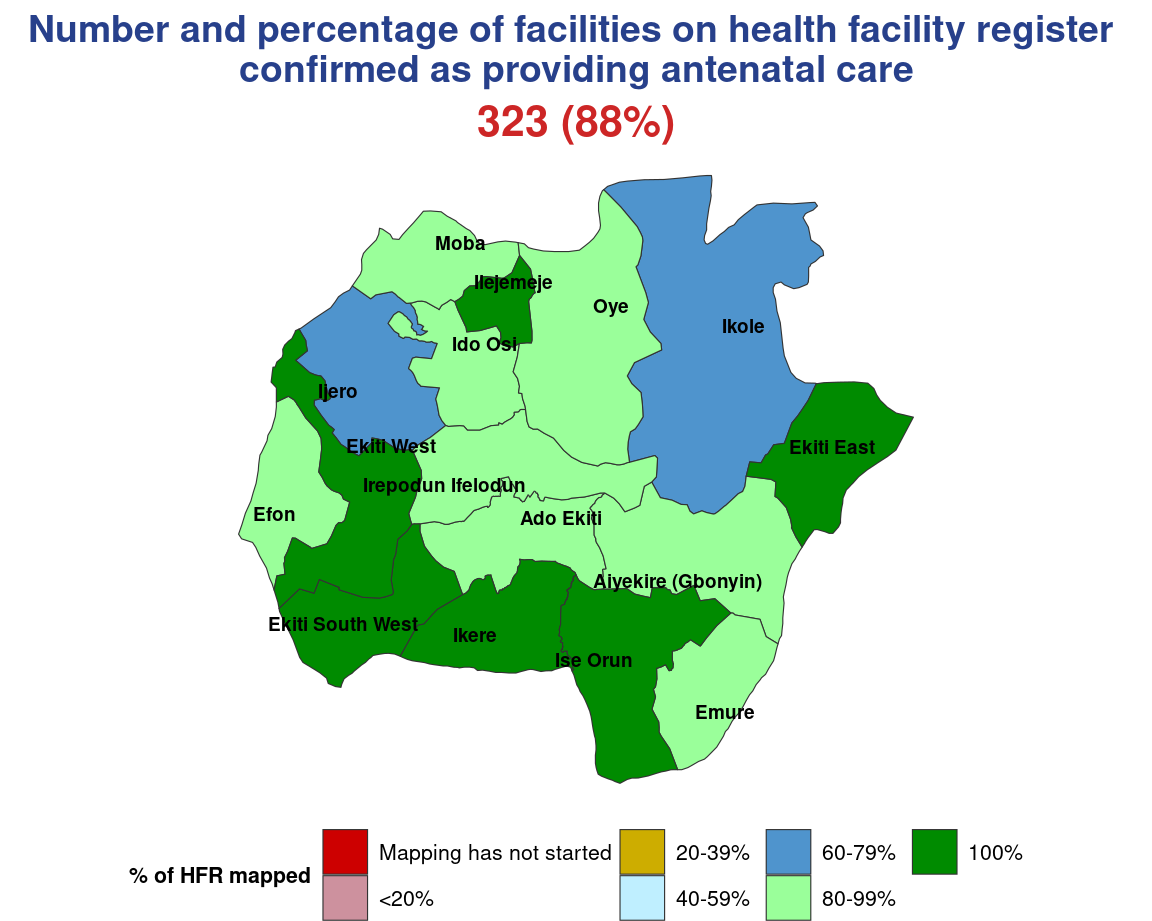 Number and percentage of facilities on health facility register
confirmed as providing antenatal care
323 (88%)
Moba
Ilejemeje
Oye
Ikole
Ido Osi
Ijero
Ekiti West
Ekiti East
Irepodun Ifelodun
Efon
Ado Ekiti
Aiyekire (Gbonyin)
Ekiti South West
Ikere
Ise Orun
Emure
% of HFR mapped
Mapping has not started
<20%
20-39%
40-59%
60-79%
80-99%
100%